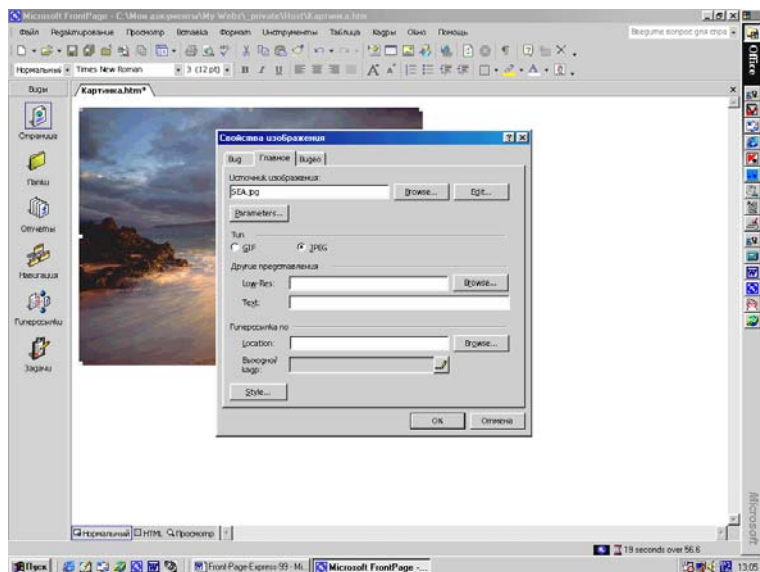 Microsoft FrontPage - C:\Мои документы\My Webs\_private\Host\Картинка.htm
Файл Редактирование Просмотр Вставка Формат Инструменты Таблица Кадры Окно Помощь
Введите вопрос для спра
Нормальный Times New Roman 3 (12 pt)
Office
Виды
Картинка.htm*
Страница
Папки
Отчеты
Навигация
Гиперссылки
Задачи
Свойства изображения
Вид Главное Видео
Источник изображения:
SEA.jpg
Browse... Edit...
Parameters...
Тип
GIF JPEG
Другие представления
Low-Res:
Browse...
Text:
Гиперссылка по
Location:
Browse...
Выходной кадр:
Style...
OK Отмена
Нормальный HTML Просмотр
Microsoft
19 seconds over 56.6
Пуск
Front Page-Express-99 - Mi...
Microsoft FrontPage -...
13:05